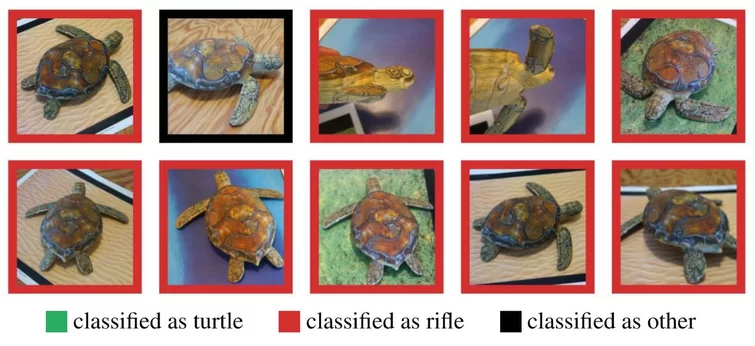 classified as turtle classified as rifle classified as other